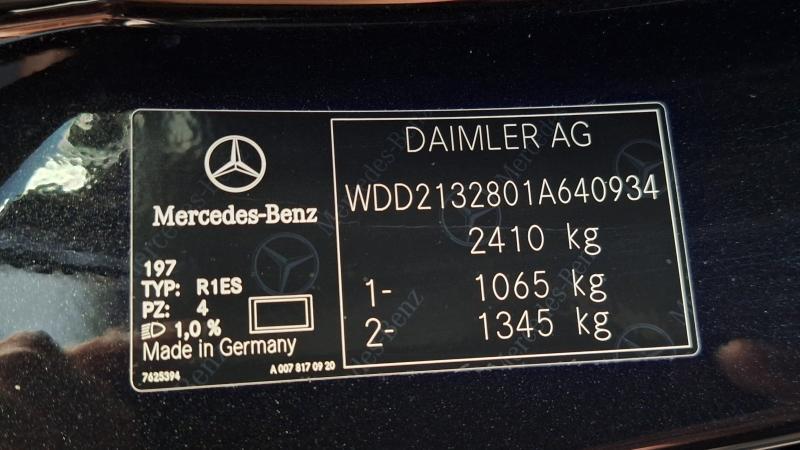 Mercedes-Benz
197
TYP: R1ES
PZ: 4
1,0 %
Made in Germany
7625394
A 007 817 09 20
DAIMLER AG
WDD2132801A640934
2410 kg
1- 1065 kg
2- 1345 kg